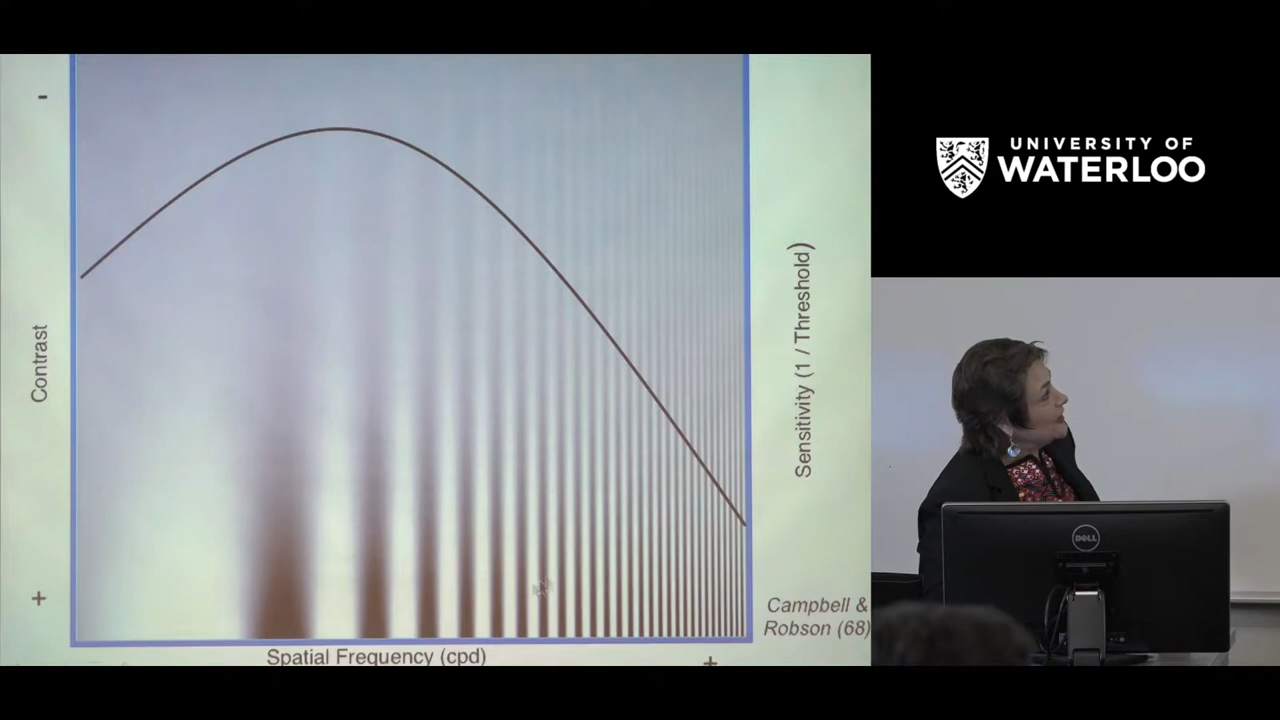 -
Contrast
+
Spatial Frequency (cpd)
+
Sensitivity (1 / Threshold)
Campbell &
Robson (68)
UNIVERSITY OF
WATERLOO
DELL